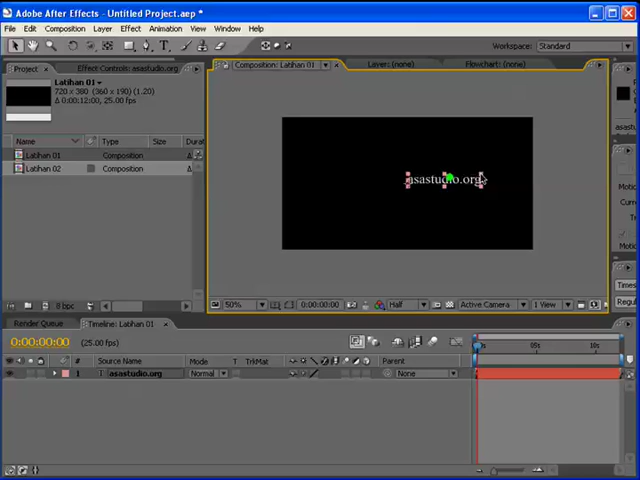 Adobe After Effects - Untitled Project.aep *
File Edit Composition Layer Effect Animation View Window Help
Workspace: Standard
Project Effect Controls: asastudio.org
Composition: Latihan 01 Layer: (none) Flowchart: (none)
Latihan 01
720 x 380 (360 x 190) (1.20)
Δ 0:00:12:00, 25.00 fps
Name Type Size
Latihan 01 Composition
Latihan 02 Composition
asastudio.org
8 bpc
50% 0:00:00:00 Half Active Camera 1 View
Render Queue Timeline: Latihan 01
0:00:00:00 (25.00 fps)
05s 10s
# Source Name Mode T TrkMat Parent
1 T asastudio.org Normal None